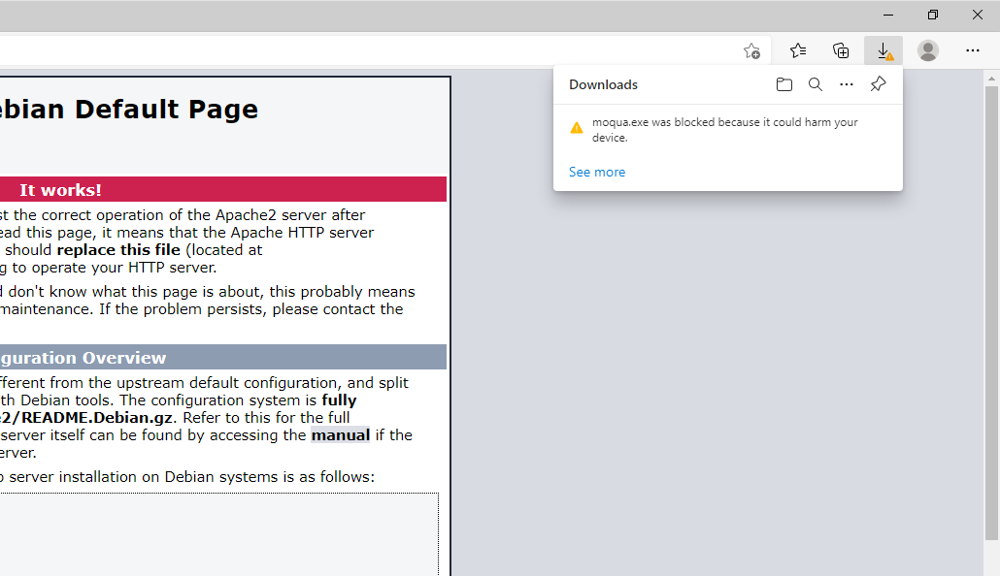 Downloads
moqua.exe was blocked because it could harm your
device.
See more
ebian Default Page
It works!
st the correct operation of the Apache2 server after
ead this page, it means that the Apache HTTP server
should replace this file (located at
g to operate your HTTP server.
d don't know what this page is about, this probably means
maintenance. If the problem persists, please contact the
guration Overview
fferent from the upstream default configuration, and split
th Debian tools. The configuration system is fully
e2/README.Debian.gz. Refer to this for the full
server itself can be found by accessing the manual if the
erver.
o server installation on Debian systems is as follows: